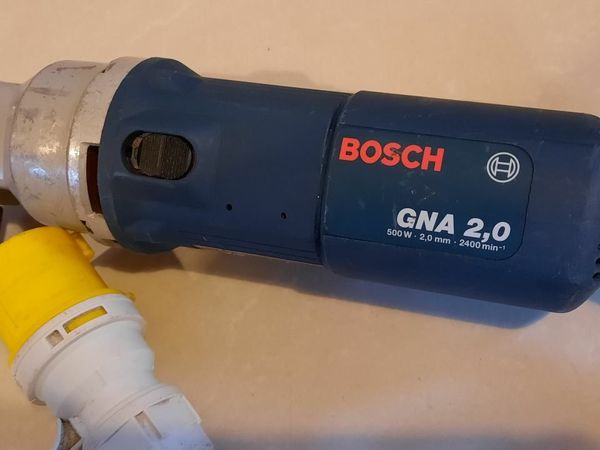 BOSCH
GNA 2,0
500 W · 2,0 mm · 2400 min⁻¹